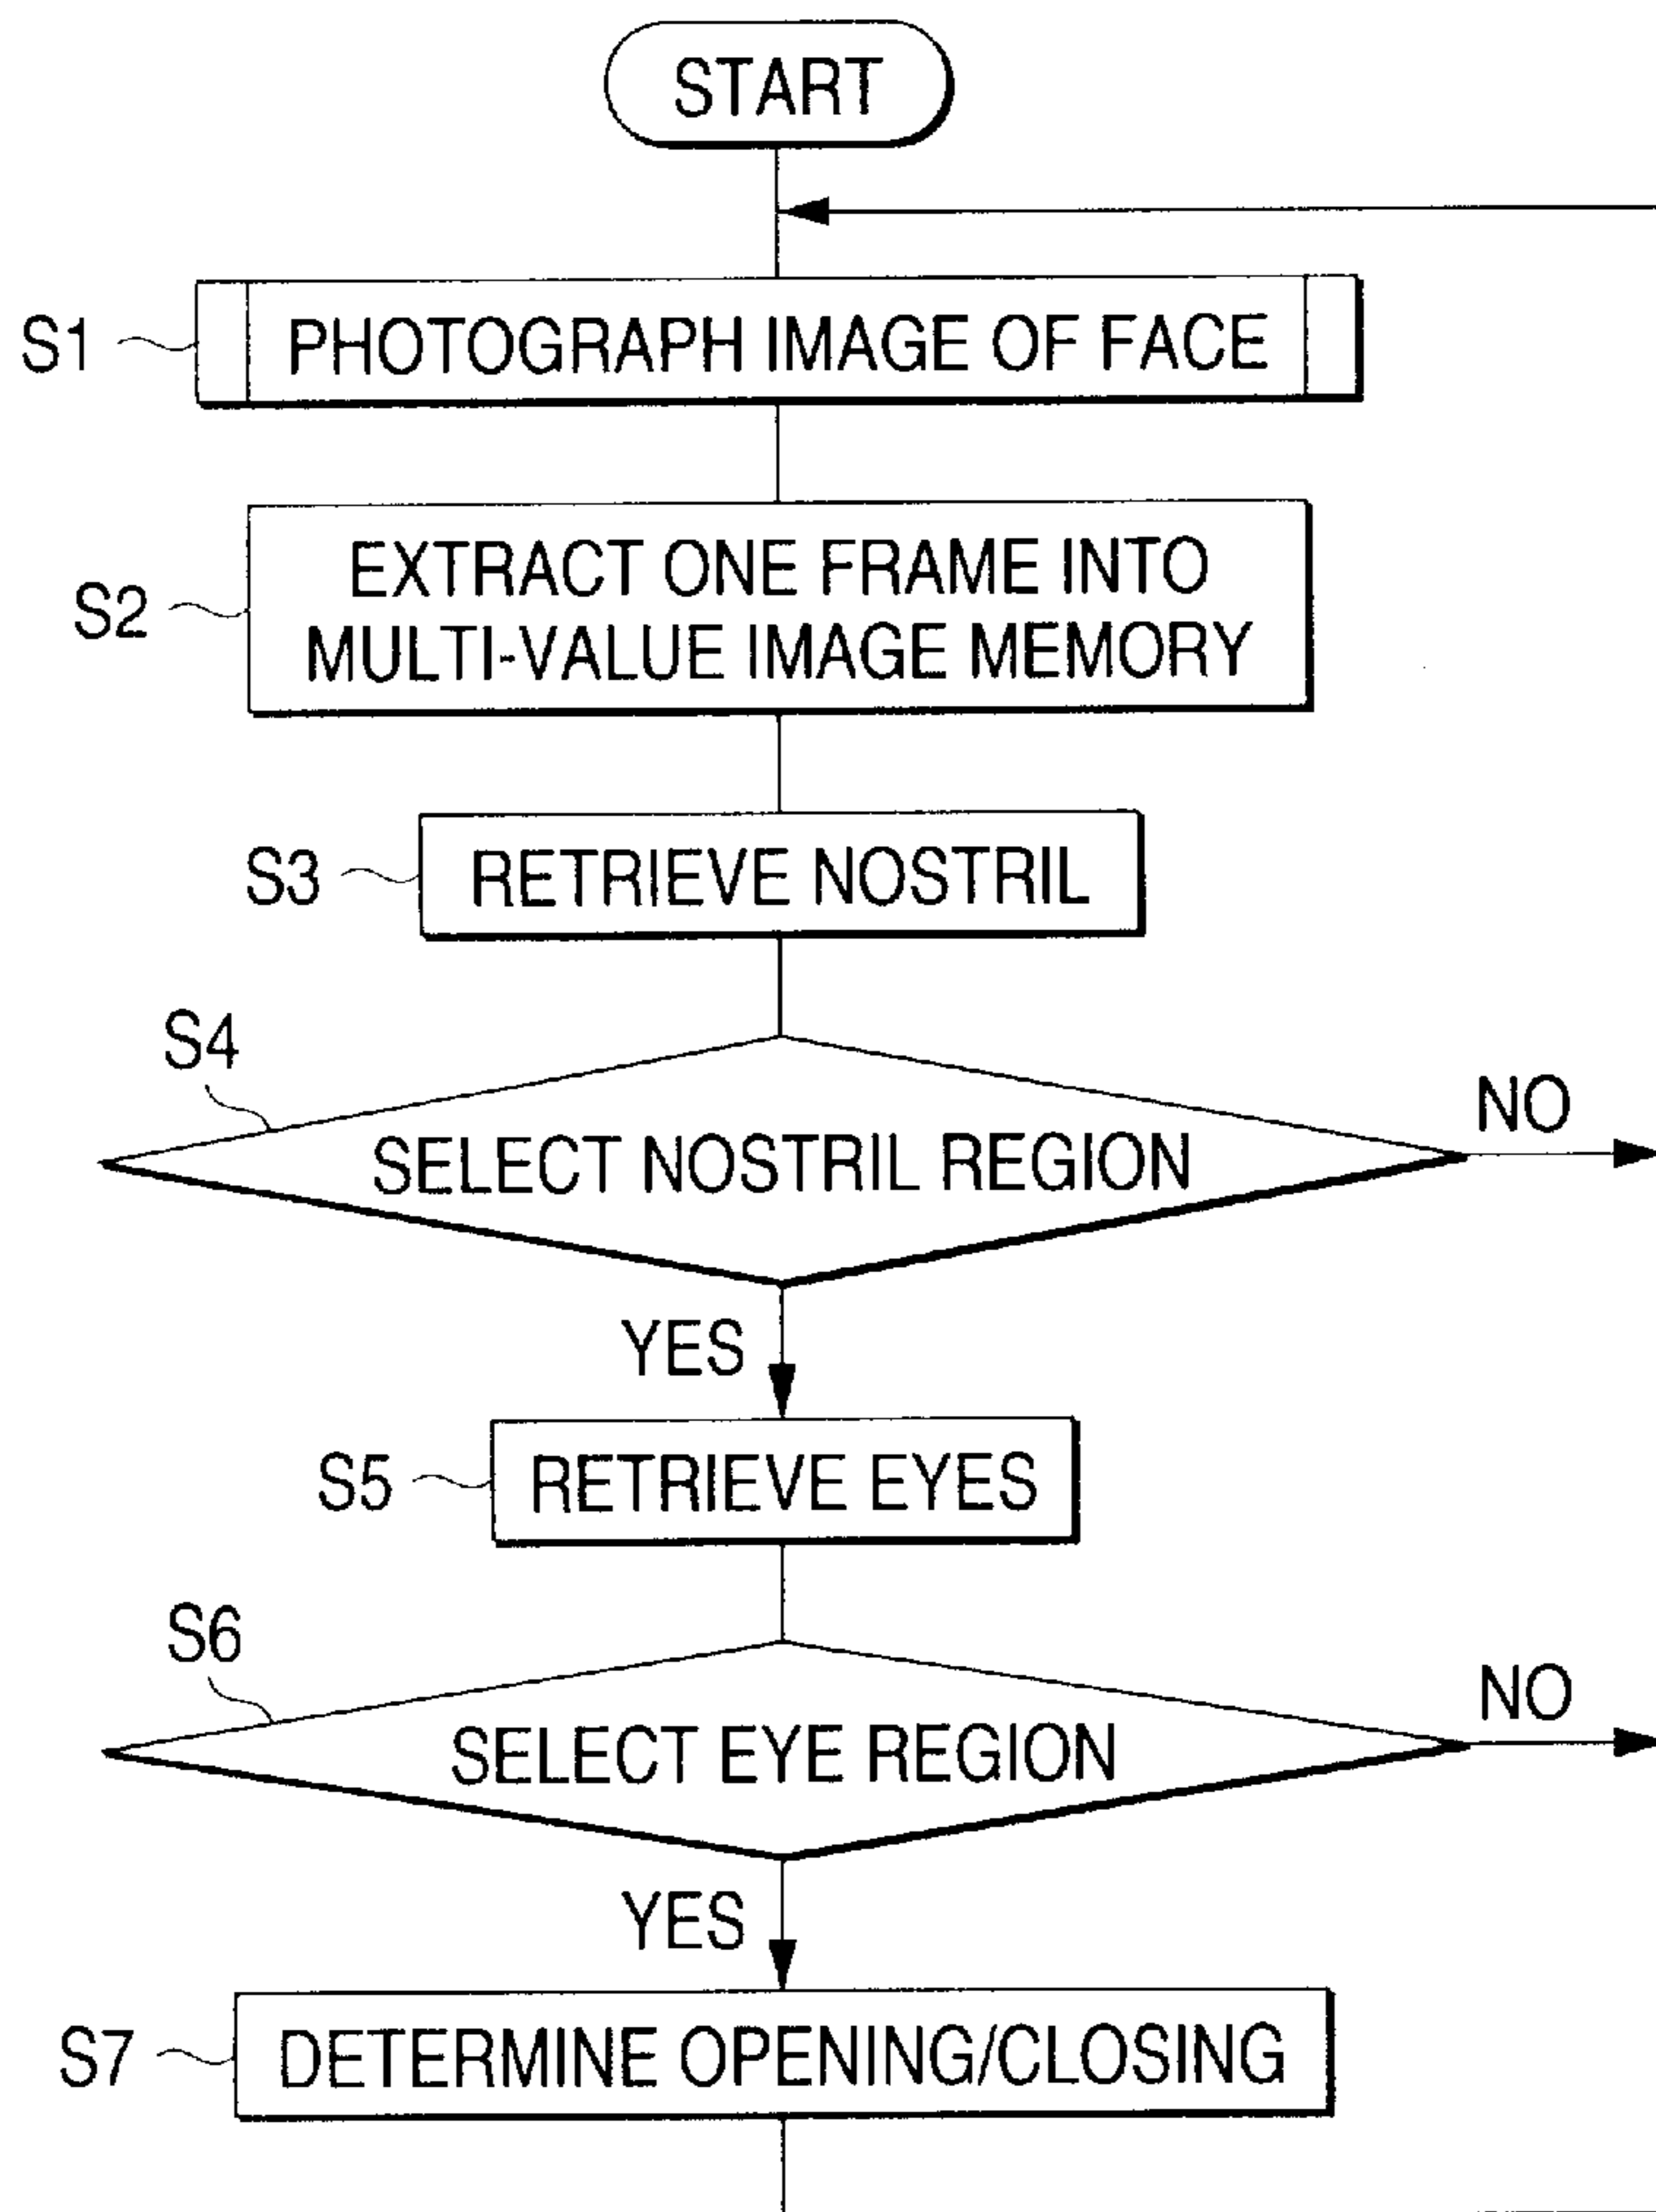 START
S1
PHOTOGRAPH IMAGE OF FACE
S2
EXTRACT ONE FRAME INTO
MULTI-VALUE IMAGE MEMORY
S3
RETRIEVE NOSTRIL
S4
SELECT NOSTRIL REGION
NO
YES
S5
RETRIEVE EYES
S6
SELECT EYE REGION
NO
YES
S7
DETERMINE OPENING/CLOSING